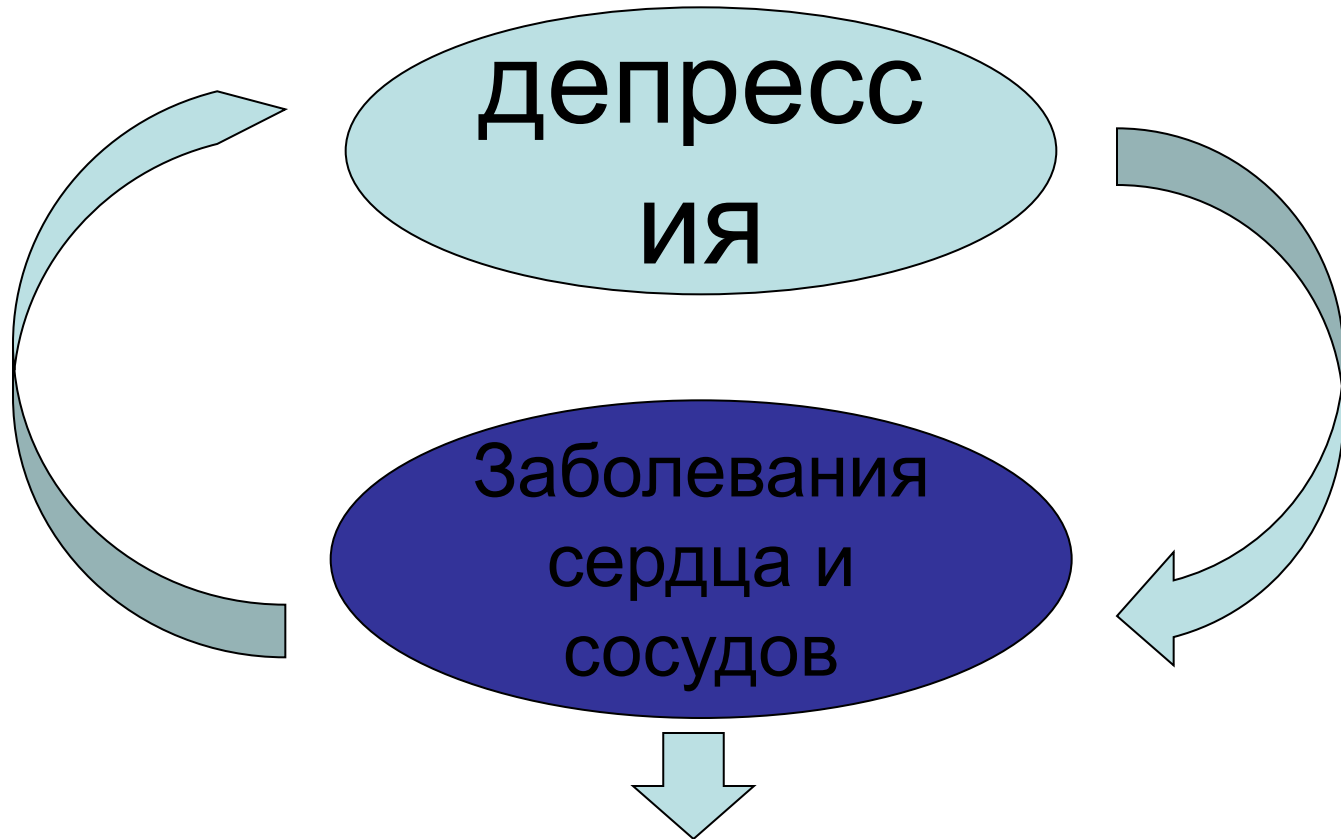 депресс
ия
Заболевания
сердца и
сосудов